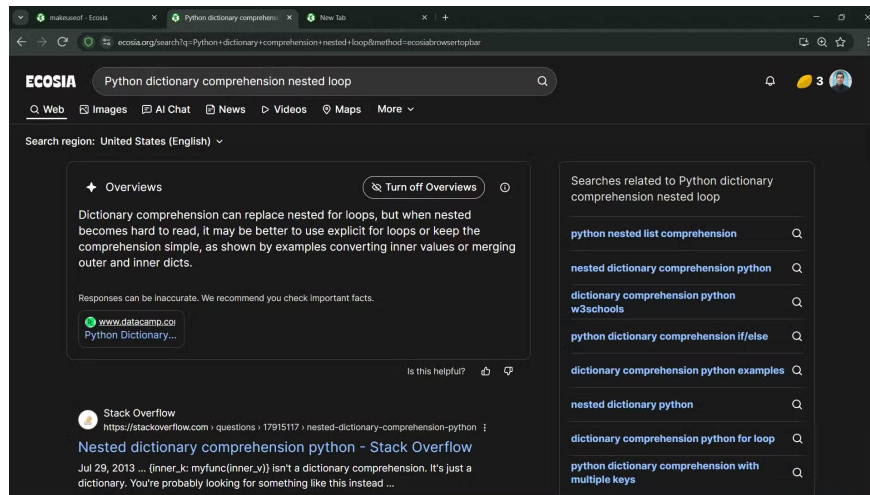 makeuseof - Ecosia
Python dictionary comprehensi
New Tab
ecosia.org/search?q=Python+dictionary+comprehension+nested+loop&method=ecosiabrowsertopbar
ECOSIA
Python dictionary comprehension nested loop
3
Web Images AI Chat News Videos Maps More
Search region: United States (English)
Overviews
Turn off Overviews
Dictionary comprehension can replace nested for loops, but when nested
becomes hard to read, it may be better to use explicit for loops or keep the
comprehension simple, as shown by examples converting inner values or merging
outer and inner dicts.
Responses can be inaccurate. We recommend you check important facts.
www.datacamp.co
Python Dictionary...
Is this helpful?
Stack Overflow
https://stackoverflow.com › questions › 17915117 › nested-dictionary-comprehension-python
Nested dictionary comprehension python - Stack Overflow
Jul 29, 2013 ... {inner_k: myfunc(inner_v)} isn't a dictionary comprehension. It's just a
dictionary. You're probably looking for something like this instead ...
Searches related to Python dictionary
comprehension nested loop
python nested list comprehension
nested dictionary comprehension python
dictionary comprehension python
w3schools
python dictionary comprehension if/else
dictionary comprehension python examples
nested dictionary python
dictionary comprehension python for loop
python dictionary comprehension with
multiple keys